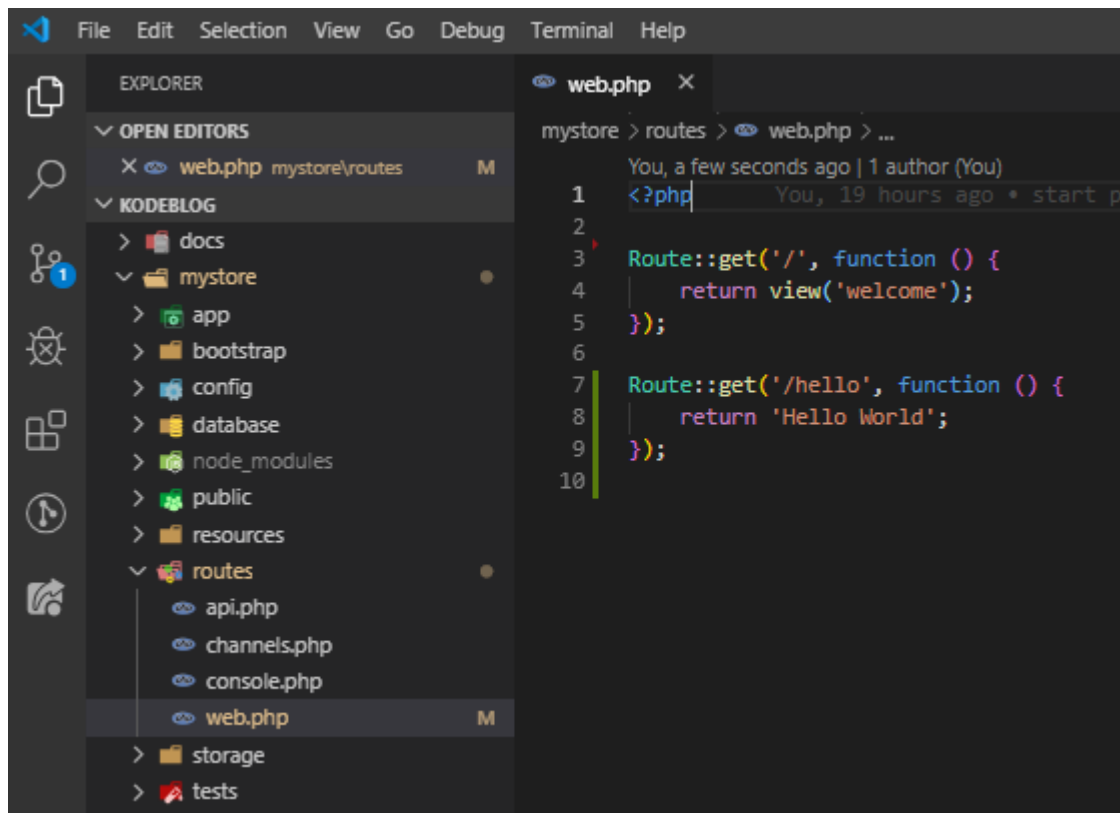 File Edit Selection View Go Debug Terminal Help
EXPLORER
OPEN EDITORS
web.php mystore\routes M
KODEBLOG
docs
mystore
app
bootstrap
config
database
node_modules
public
resources
routes
api.php
channels.php
console.php
web.php M
storage
tests
1
web.php
mystore > routes > web.php > ...
You, a few seconds ago | 1 author (You)
1 <?php You, 19 hours ago • start p
2
3 Route::get('/', function () {
4 return view('welcome');
5 });
6
7 Route::get('/hello', function () {
8 return 'Hello World';
9 });
10